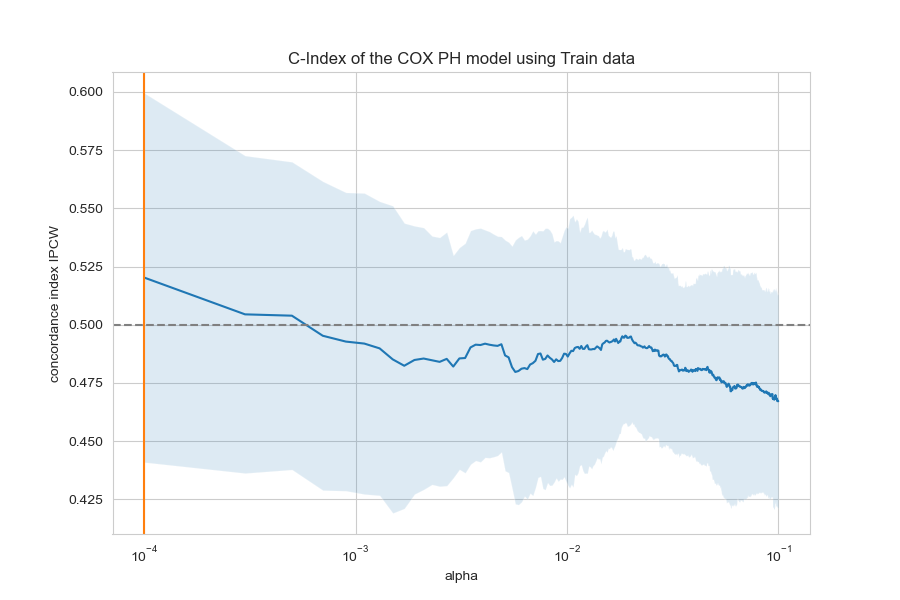 C-Index of the COX PH model using Train data
concordance index IPCW
0.600
0.575
0.550
0.525
0.500
0.475
0.450
0.425
10⁻⁴ 10⁻³ 10⁻² 10⁻¹
alpha